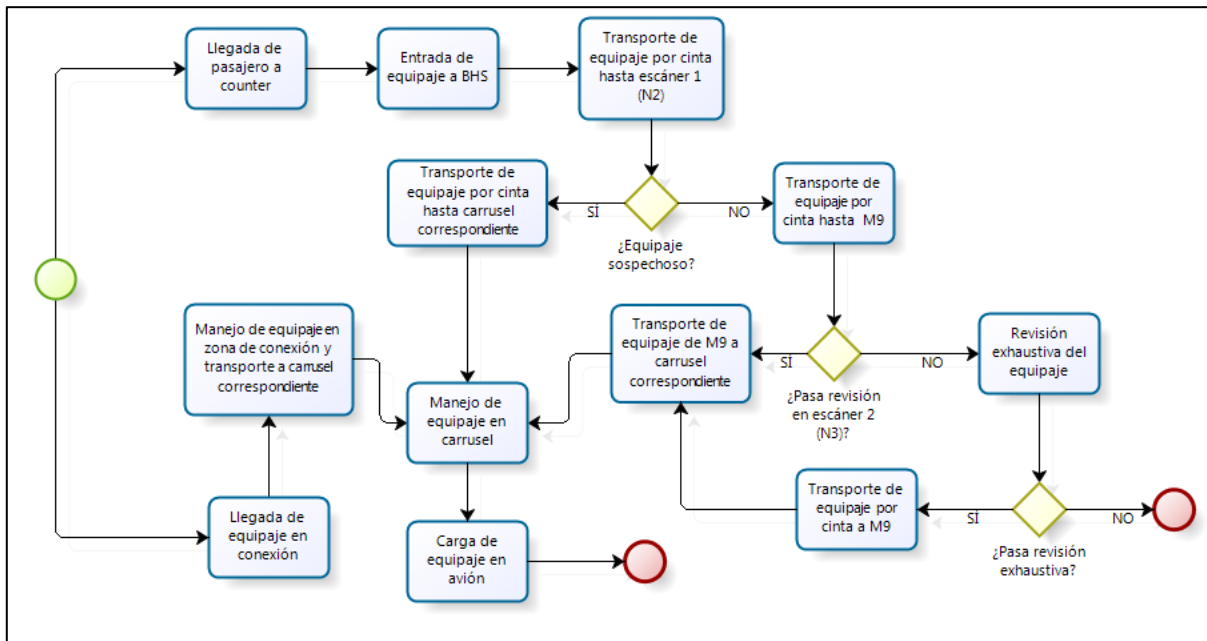 Llegada de
pasajero a
counter
Entrada de
equipaje a BHS
Transporte de
equipaje por cinta
hasta escáner 1
(N2)
Transporte de
equipaje por cinta
hasta carrusel
correspondiente
SÍ
NO
¿Equipaje
sospechoso?
Transporte de
equipaje por
cinta hasta M9
Manejo de equipaje en
zona de conexión y
transporte a carrusel
correspondiente
Transporte de
equipaje de M9 a
carrusel
correspondiente
SÍ
NO
¿Pasa revisión
en escáner 2
(N3)?
Revisión
exhaustiva del
equipaje
Manejo de
equipaje en
carrusel
Llegada de
equipaje en
conexión
Carga de
equipaje en
avión
Transporte de
equipaje por
cinta a M9
SÍ
NO
¿Pasa revisión
exhaustiva?